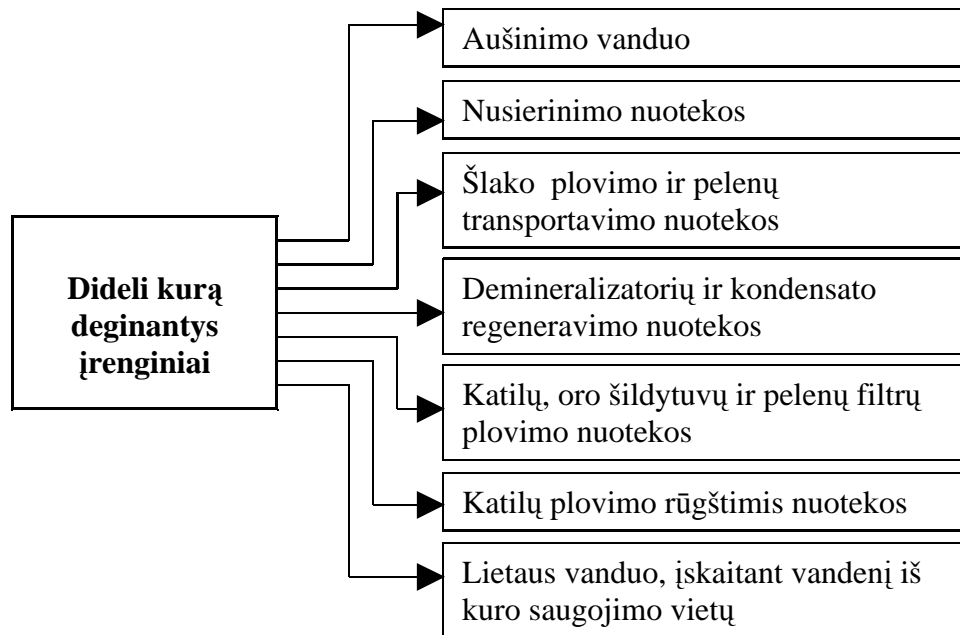 Aušinimo vanduo
Nusierinimo nuotekos
Šlako plovimo ir pelenų
transportavimo nuotekos
Dideli kurą
deginantys
įrenginiai
Demineralizatorių ir kondensato
regeneravimo nuotekos
Katilų, oro šildytuvų ir pelenų filtrų
plovimo nuotekos
Katilų plovimo rūgštimis nuotekos
Lietaus vanduo, įskaitant vandenį iš
kuro saugojimo vietų